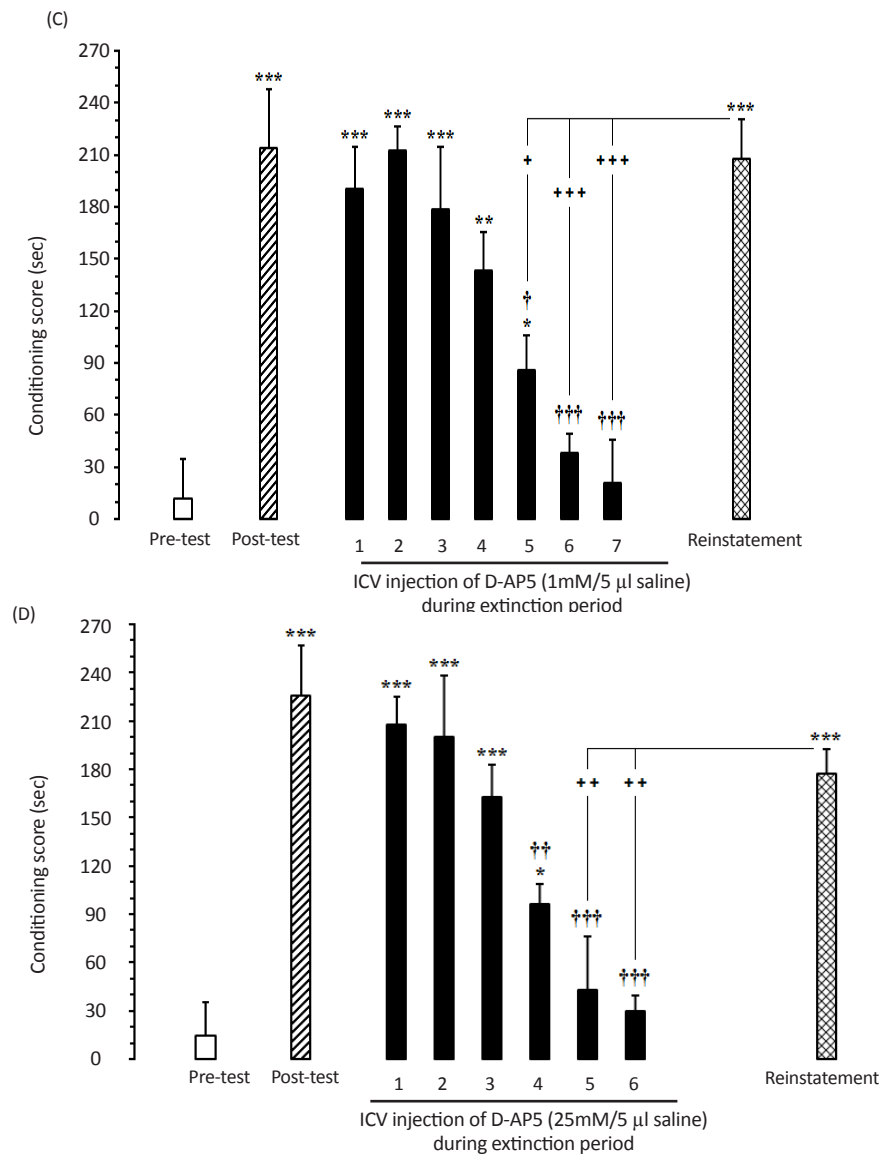 (C)
270
240
210
180
150
120
90
60
30
0
Conditioning score (sec)
***
***
***
***
**
†
*
†††
†††
+
+++
+++
***
Pre-test
Post-test
1 2 3 4 5 6 7
Reinstatement
ICV injection of D-AP5 (1mM/5 µl saline)
during extinction period
(D)
270
240
210
180
150
120
90
60
30
0
Conditioning score (sec)
***
***
***
***
††
*
†††
†††
++
++
***
Pre-test
Post-test
1 2 3 4 5 6
Reinstatement
ICV injection of D-AP5 (25mM/5 µl saline)
during extinction period